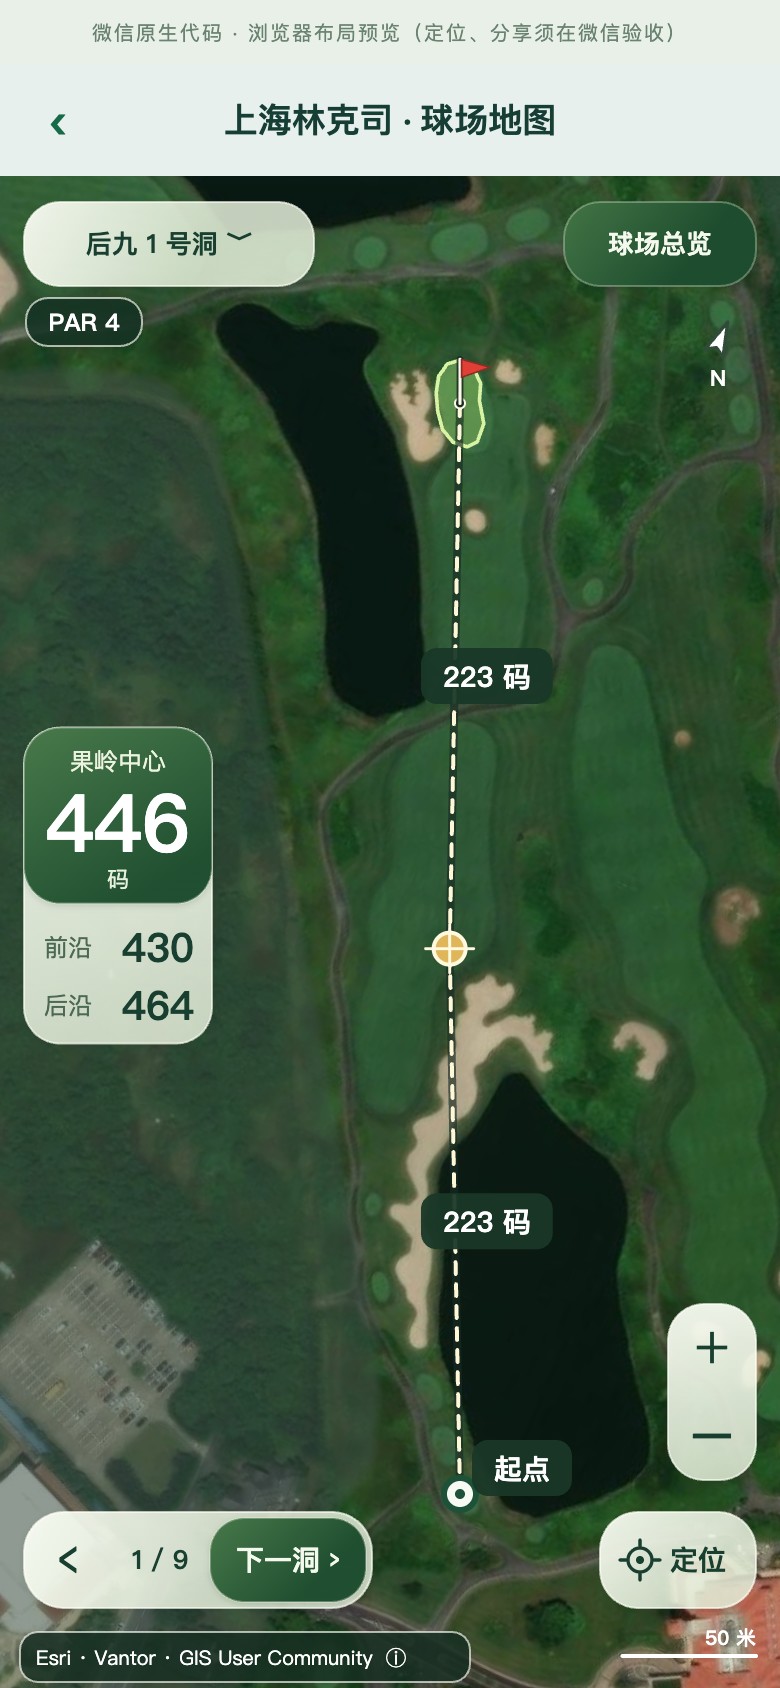 微信原生代码 · 浏览器布局预览（定位、分享须在微信验收）
‹ 上海林克司 · 球场地图
后九 1 号洞
球场总览
PAR 4
N
223 码
果岭中心
446
码
前沿 430
后沿 464
223 码
+
−
起点
< 1 / 9 下一洞 ›
定位
50 米
Esri · Vantor · GIS User Community ⓘ